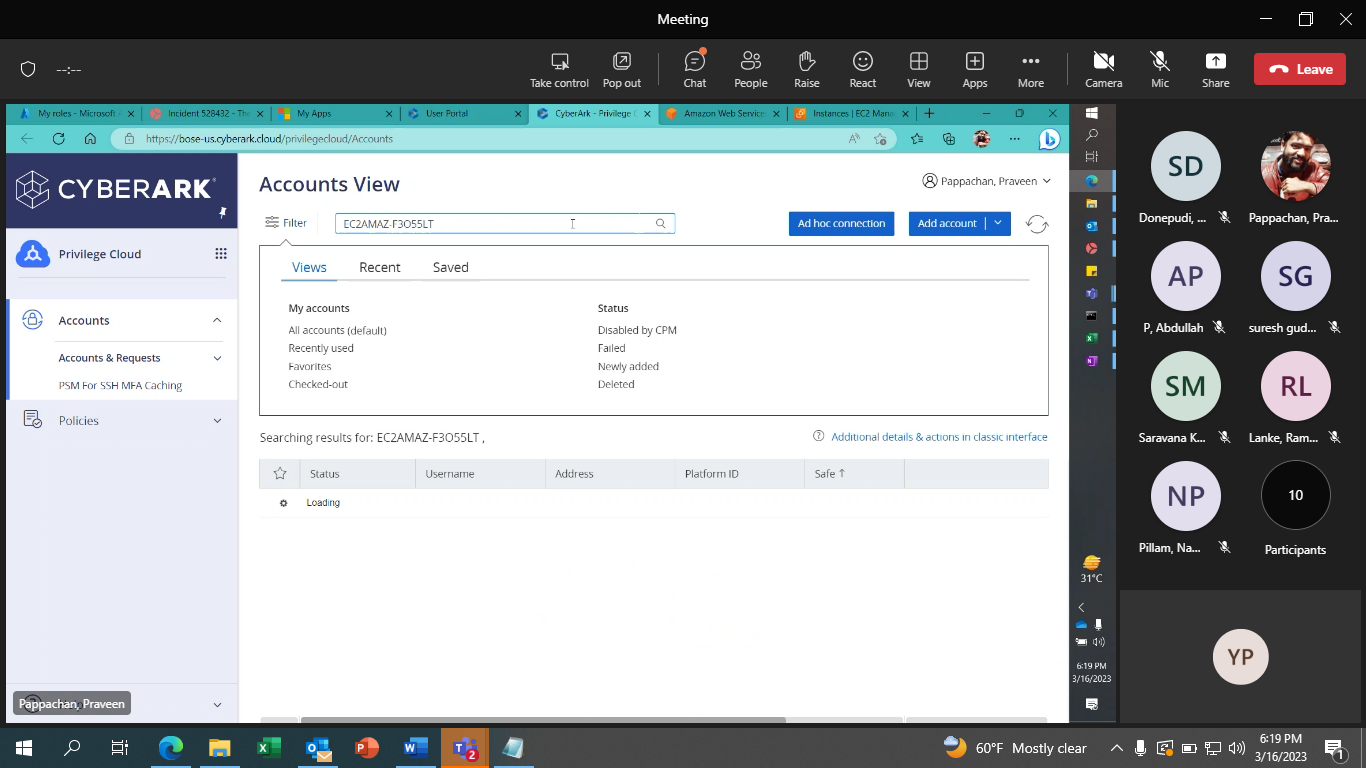 Meeting
--:--
Take control
Pop out
Chat
People
Raise
React
View
Apps
More
Camera
Mic
Share
Leave
My roles - Microsoft
Incident 528432 - Th
My Apps
User Portal
CyberArk - Privilege C
Amazon Web Service
Instances | EC2 Mana
https://bose-us.cyberark.cloud/privilegecloud/Accounts
CYBERARK
Privilege Cloud
Accounts
Accounts & Requests
PSM For SSH MFA Caching
Policies
Pappachan, Praveen
Accounts View
Pappachan, Praveen
Filter
EC2AMAZ-F3O55LT
Ad hoc connection
Add account
Views
Recent
Saved
My accounts
All accounts (default)
Recently used
Favorites
Checked-out
Status
Disabled by CPM
Failed
Newly added
Deleted
Searching results for: EC2AMAZ-F3O55LT ,
Additional details & actions in classic interface
Status
Username
Address
Platform ID
Safe ↑
Loading
31°C
6:19 PM
3/16/2023
SD
Donepudi, ...
Pappachan, Pra...
AP
P, Abdullah
SG
suresh gud...
SM
Saravana K...
RL
Lanke, Ram...
NP
Pillam, Na...
10
Participants
YP
2
60°F Mostly clear
6:19 PM
3/16/2023
1